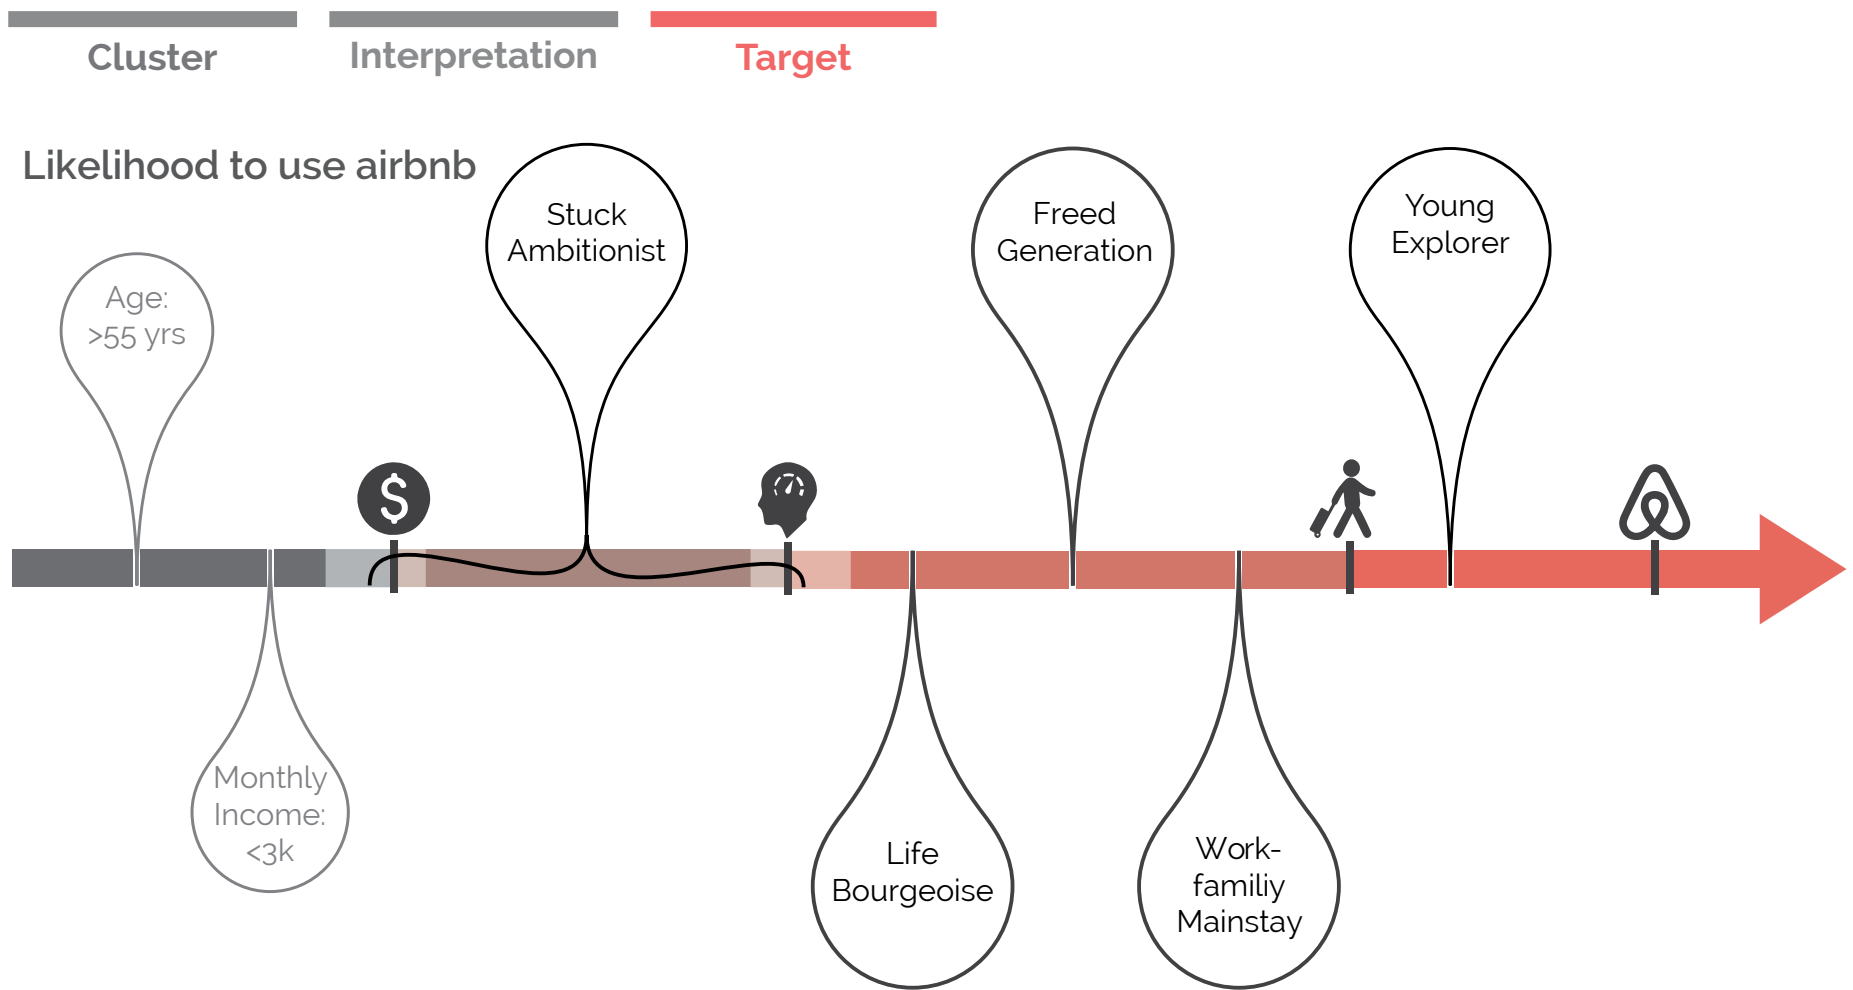 Cluster
Interpretation
Target
Likelihood to use airbnb
Age:
>55 yrs
Stuck
Ambitionist
Freed
Generation
Young
Explorer
$
Monthly
Income:
<3k
Life
Bourgeoise
Work-
familiy
Mainstay